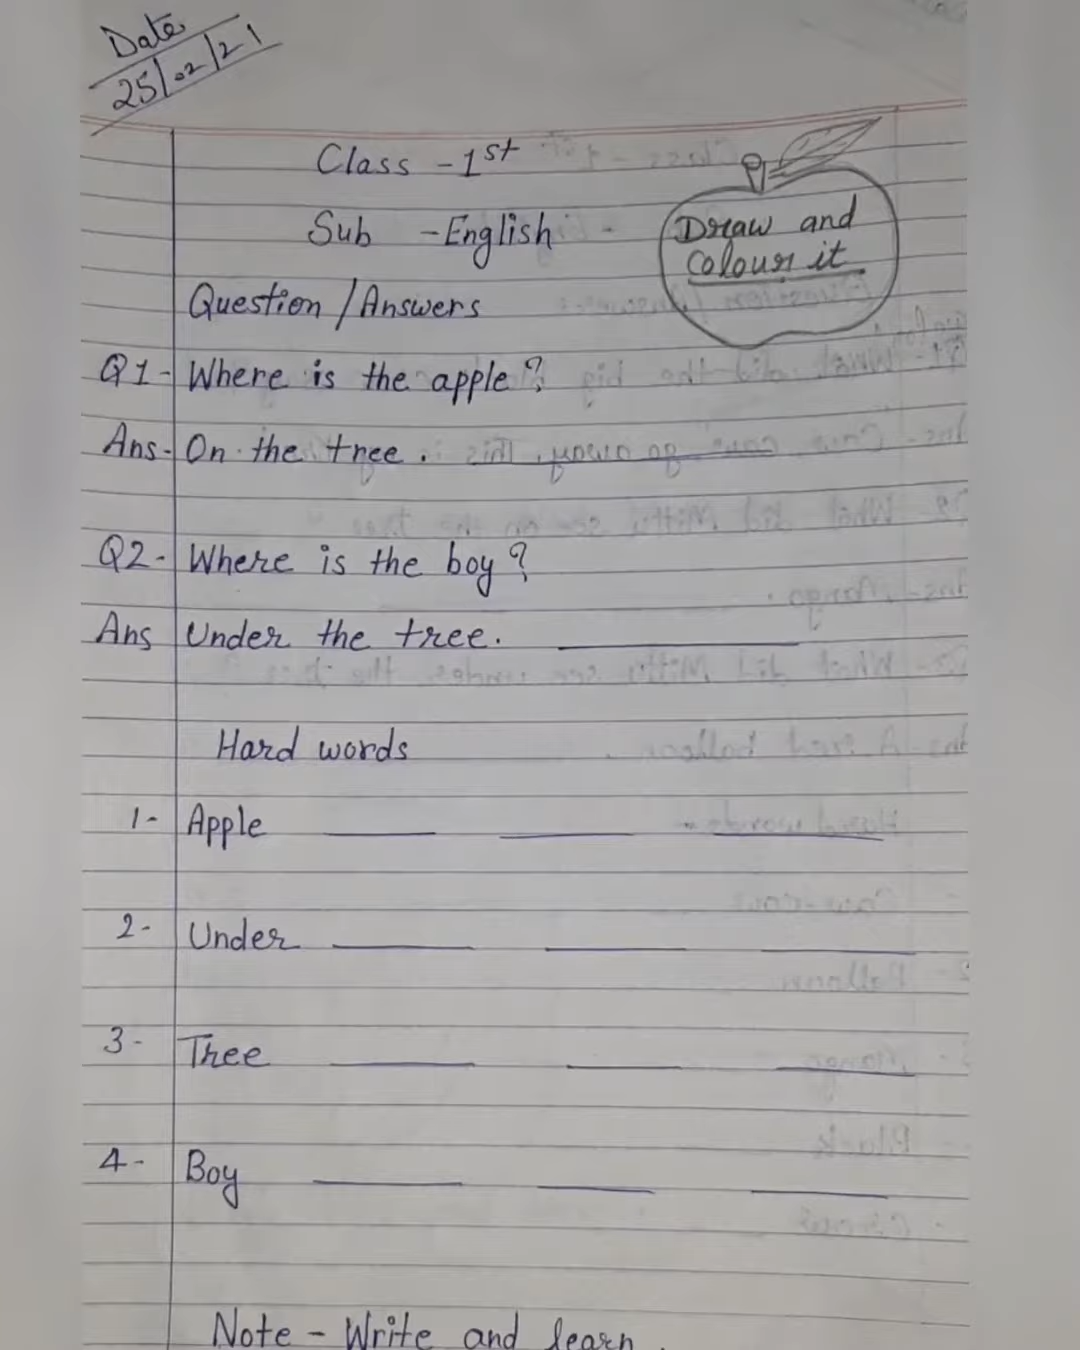 Date
25/02/21
Class - 1st
Sub - English
Draw and
colour it
Question / Answers
Q1- Where is the apple?
Ans- On the tree.
Q2- Where is the boy?
Ans Under the tree.
Hard words
1- Apple
2- Under
3- Tree
4- Boy
Note - Write and learn.